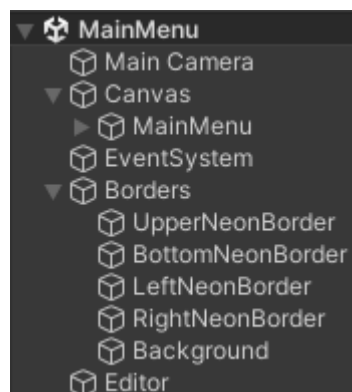 MainMenu
Main Camera
Canvas
MainMenu
EventSystem
Borders
UpperNeonBorder
BottomNeonBorder
LeftNeonBorder
RightNeonBorder
Background
Editor